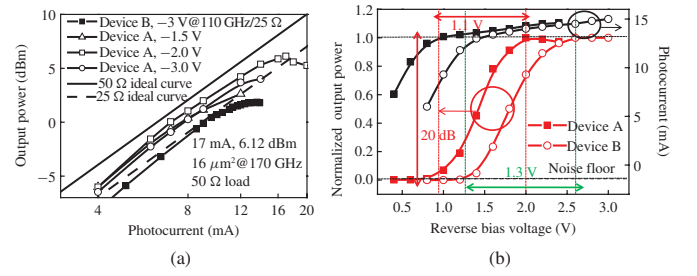 (a)
10
5
0
−5
Output power (dBm)
Device B, −3 V@110 GHz/25 Ω
Device A, −1.5 V
Device A, −2.0 V
Device A, −3.0 V
50 Ω ideal curve
25 Ω ideal curve
17 mA, 6.12 dBm
16 μm²@170 GHz
50 Ω load
4
8
12
16
20
Photocurrent (mA)
(a)
(b)
1.2
1.0
0.8
0.6
0.4
0.2
0.0
Normalized output power
1.1 V
20 dB
Device A
Device B
Noise floor
1.3 V
15
10
5
0
Photocurrent (mA)
0.5
1.0
1.5
2.0
2.5
3.0
Reverse bias voltage (V)
(b)